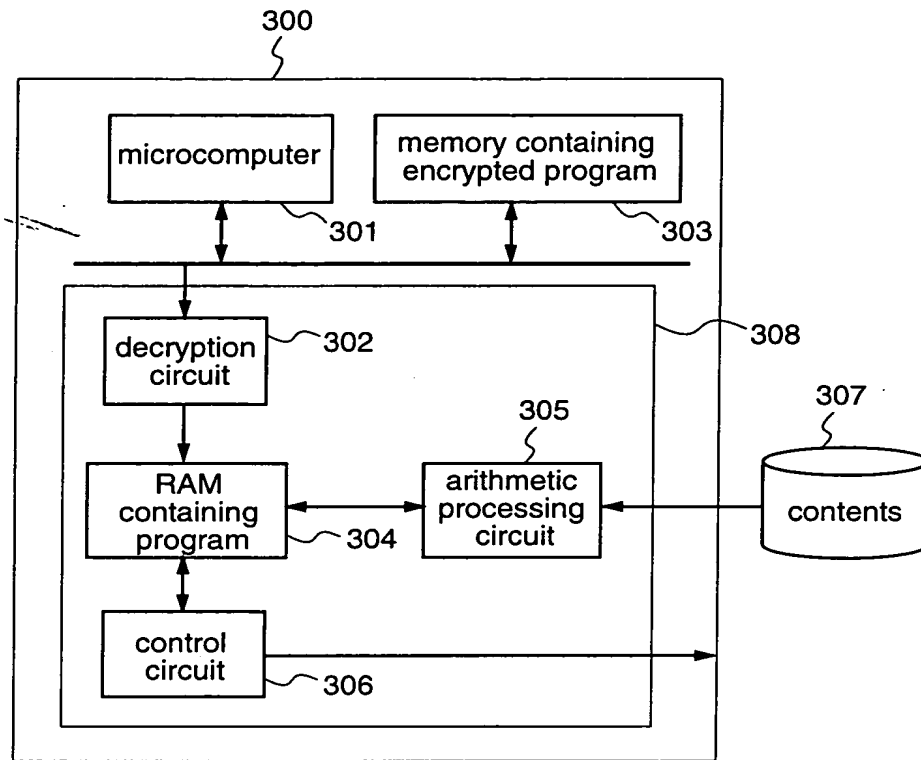 300
microcomputer
301
memory containing
encrypted program
303
decryption
circuit
302
308
305
307
RAM
containing
program
304
arithmetic
processing
circuit
contents
control
circuit
306